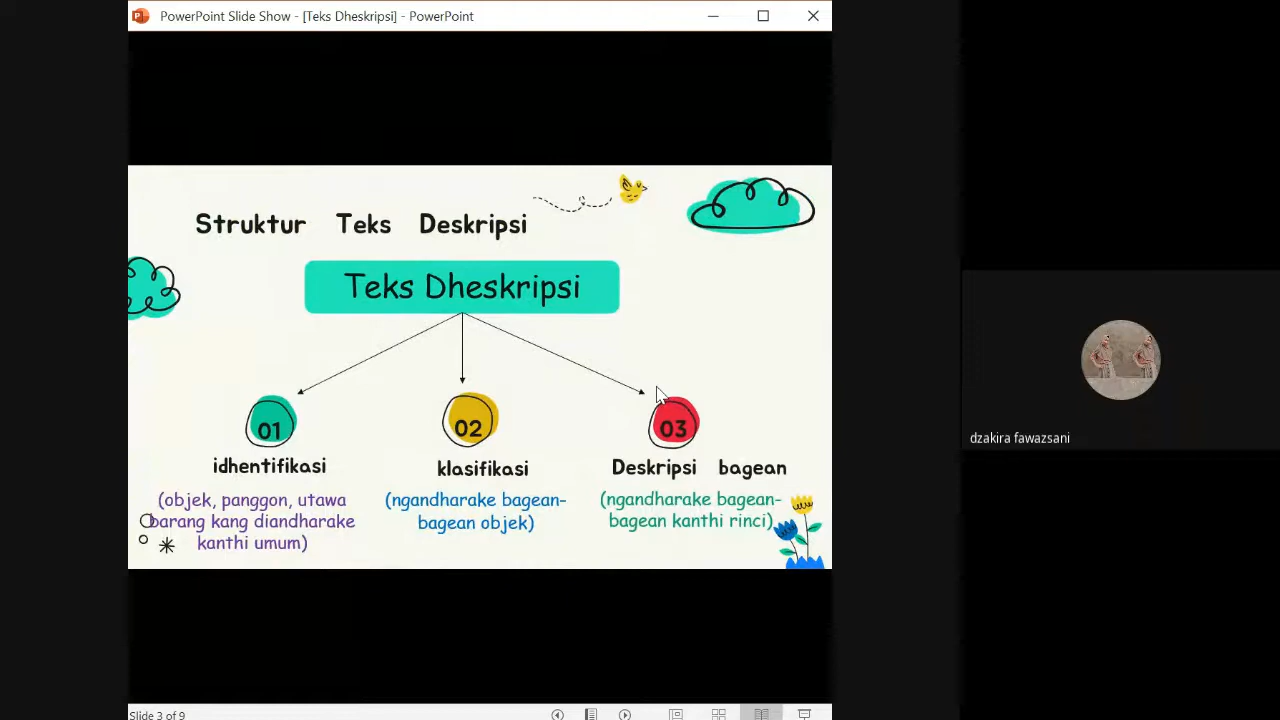 PowerPoint Slide Show - [Teks Dheskripsi] - PowerPoint
Struktur Teks Deskripsi
Teks Dheskripsi
01
idhentifikasi
(objek, panggon, utawa
barang kang diandharake
kanthi umum)
02
klasifikasi
(ngandharake bagean-
bagean objek)
03
Deskripsi bagean
(ngandharake bagean-
bagean kanthi rinci)
dzakira fawazsani
Slide 3 of 9